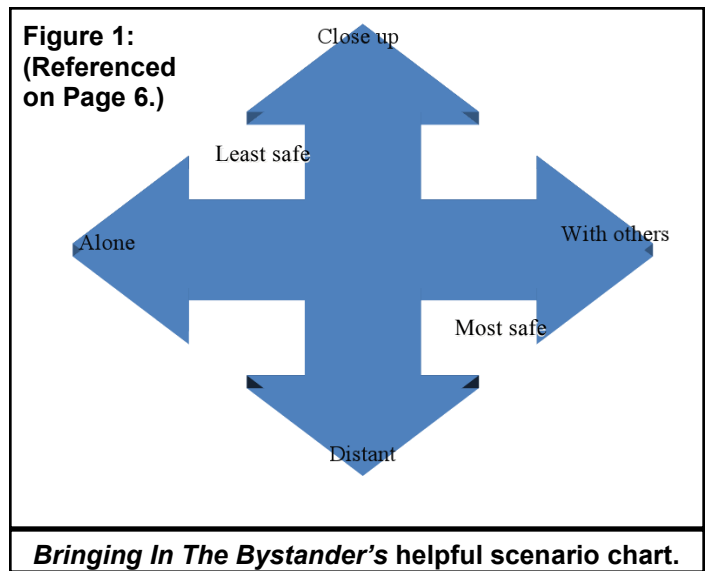 Figure 1:
(Referenced
on Page 6.)
Close up
Least safe
Alone
With others
Most safe
Distant
Bringing In The Bystander's helpful scenario chart.